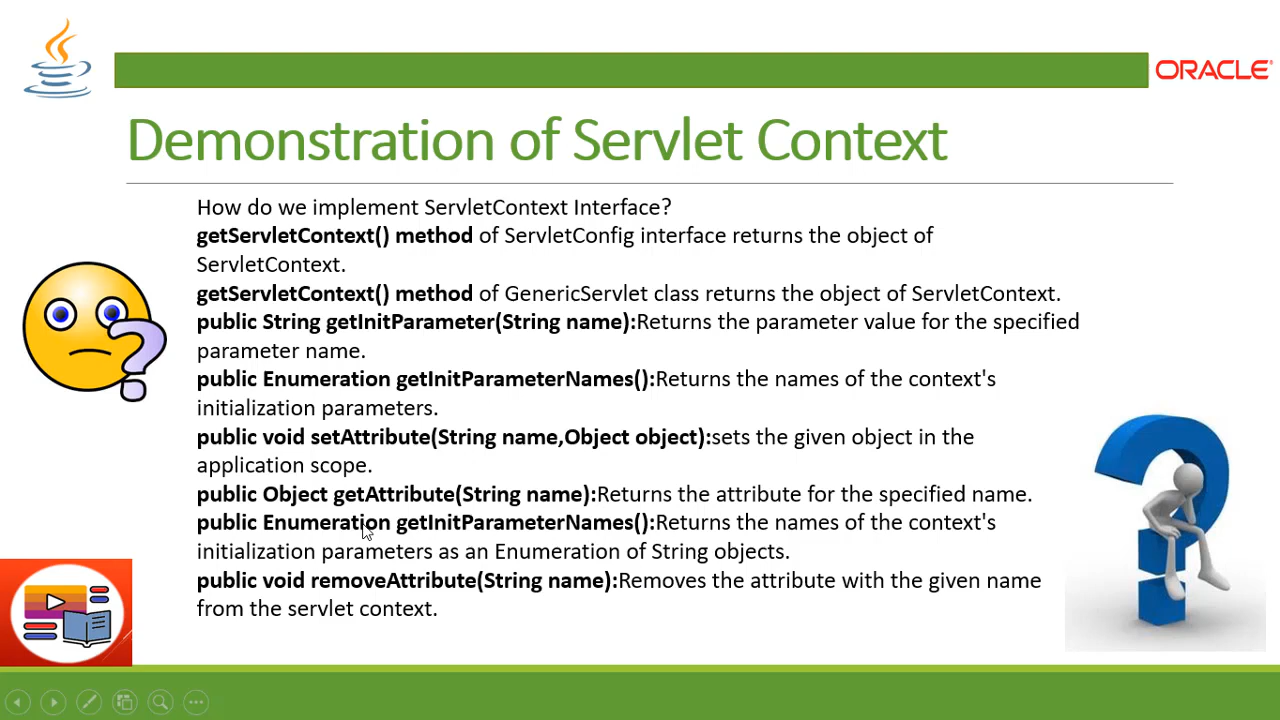 ORACLE
Demonstration of Servlet Context
How do we implement ServletContext Interface?
getServletContext() method of ServletConfig interface returns the object of
ServletContext.
getServletContext() method of GenericServlet class returns the object of ServletContext.
public String getInitParameter(String name):Returns the parameter value for the specified
parameter name.
public Enumeration getInitParameterNames():Returns the names of the context's
initialization parameters.
public void setAttribute(String name,Object object):sets the given object in the
application scope.
public Object getAttribute(String name):Returns the attribute for the specified name.
public Enumeration getInitParameterNames():Returns the names of the context's
initialization parameters as an Enumeration of String objects.
public void removeAttribute(String name):Removes the attribute with the given name
from the servlet context.